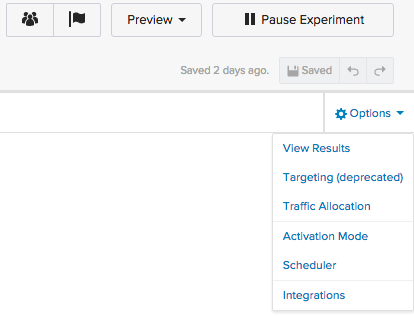 Preview
Pause Experiment
Saved 2 days ago.
Saved
Options
View Results
Targeting (deprecated)
Traffic Allocation
Activation Mode
Scheduler
Integrations